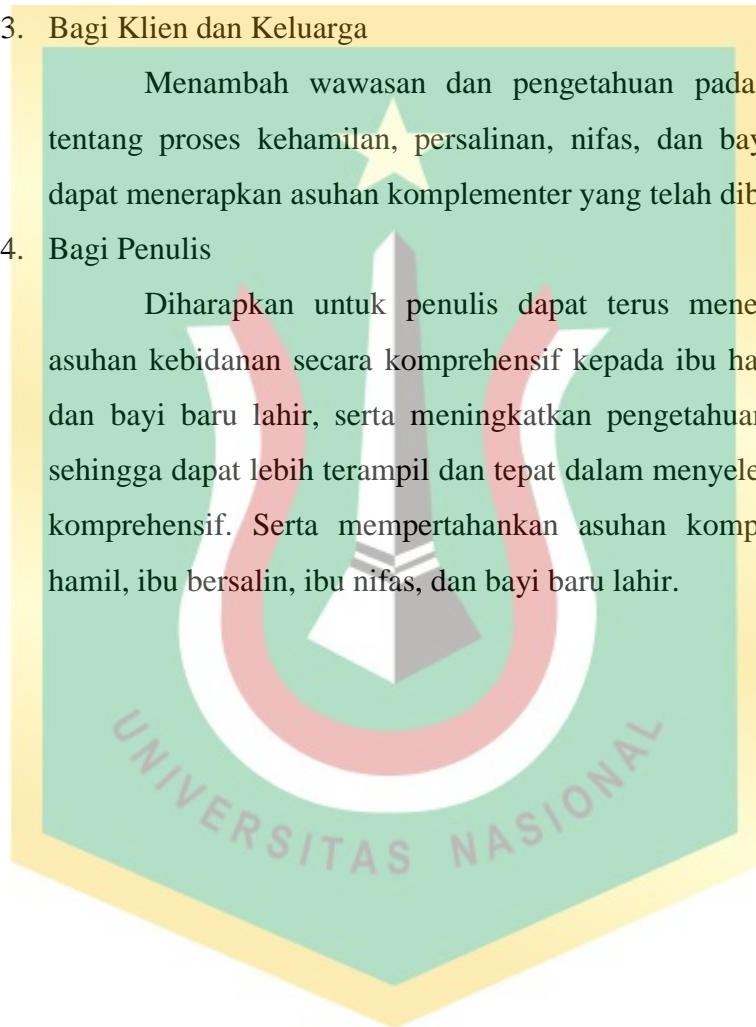 3. Bagi Klien dan Keluarga
Menambah wawasan dan pengetahuan pada
tentang proses kehamilan, persalinan, nifas, dan bay
dapat menerapkan asuhan komplementer yang telah dib
4. Bagi Penulis
Diharapkan untuk penulis dapat terus mene
asuhan kebidanan secara komprehensif kepada ibu ha
dan bayi baru lahir, serta meningkatkan pengetahuan
sehingga dapat lebih terampil dan tepat dalam menyele
komprehensif. Serta mempertahankan asuhan komp
hamil, ibu bersalin, ibu nifas, dan bayi baru lahir.
UNIVERSITAS NASIONAL